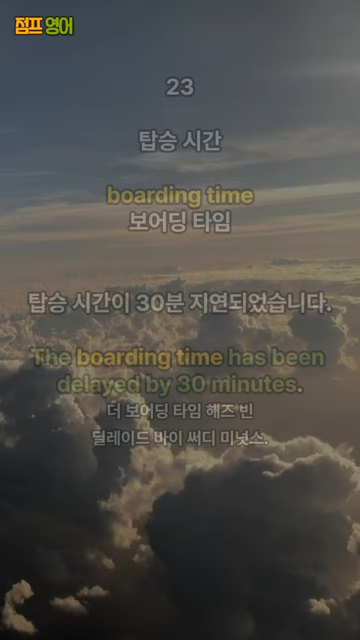 점프 영어
23
탑승 시간
boarding time
보어딩 타임
탑승 시간이 30분 지연되었습니다.
The boarding time has been
delayed by 30 minutes.
더 보어딩 타임 해즈 빈
딜레이드 바이 써디 미닛스.